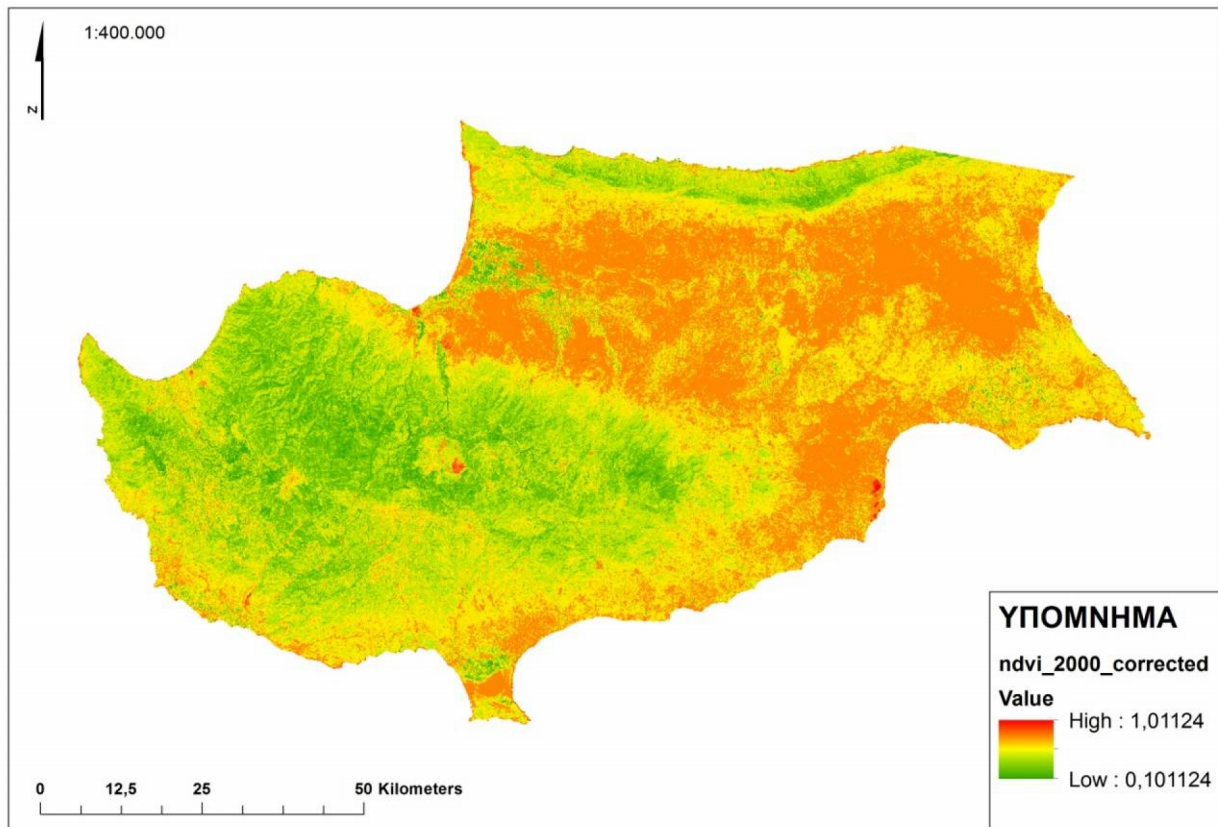 1:400.000
z
ΥΠΟΜΝΗΜΑ
ndvi_2000_corrected
Value
High : 1,01124
Low : 0,101124
0 12,5 25 50 Kilometers